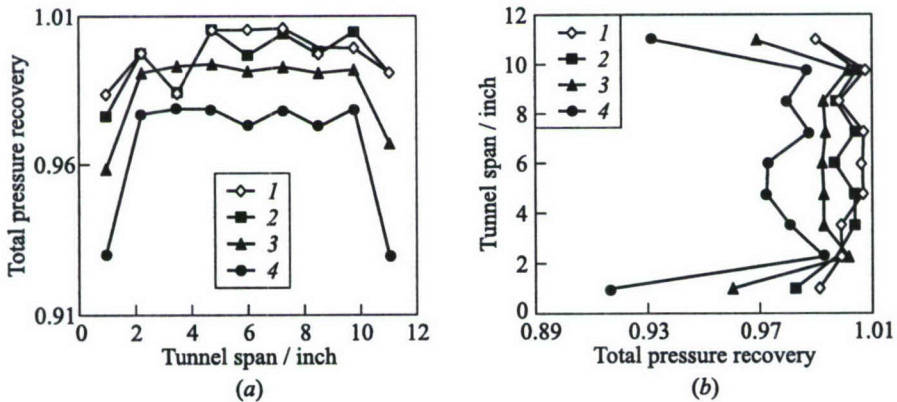 Total pressure recovery
1.01
0.96
0.91
0 2 4 6 8 10 12
Tunnel span / inch
1
2
3
4
(a)
Tunnel span / inch
12
10
8
6
4
2
0
0.89 0.93 0.97 1.01
Total pressure recovery
1
2
3
4
(b)